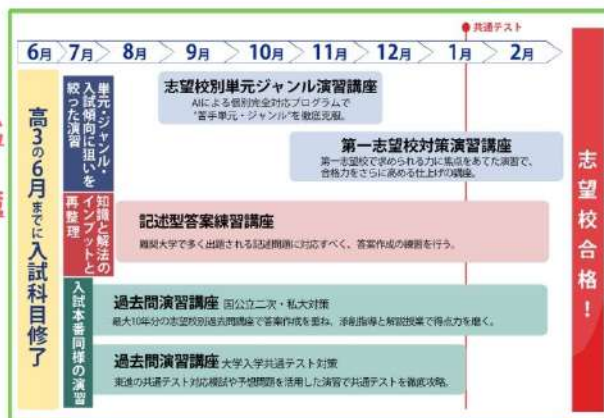 共通テスト
6月 7月 8月 9月 10月 11月 12月 1月 2月
高3の6月までに入試科目修了
単元・ジャンル・
入試傾向に狙いを
絞った演習
志望校別単元ジャンル演習講座
AIによる個別完全対応プログラムで
"苦手単元・ジャンル"を徹底克服。
第一志望校対策演習講座
第一志望校で求められる力に焦点をあてた演習で、
合格力をさらに高める仕上げの講座。
知識と解法の
インプットと
再整理
記述型答案練習講座
難関大学で多く出題される記述問題に対応すべく、答案作成の練習を行う。
入試本番同様の演習
過去問演習講座 国公立二次・私大対策
最大10年分の志望校別過去問講座で答案作成を重ね、添削指導と解説授業で得点力を磨く。
過去問演習講座 大学入学共通テスト対策
東進の共通テスト対応模試や予想問題を活用した演習で共通テストを徹底攻略。
志望校合格!